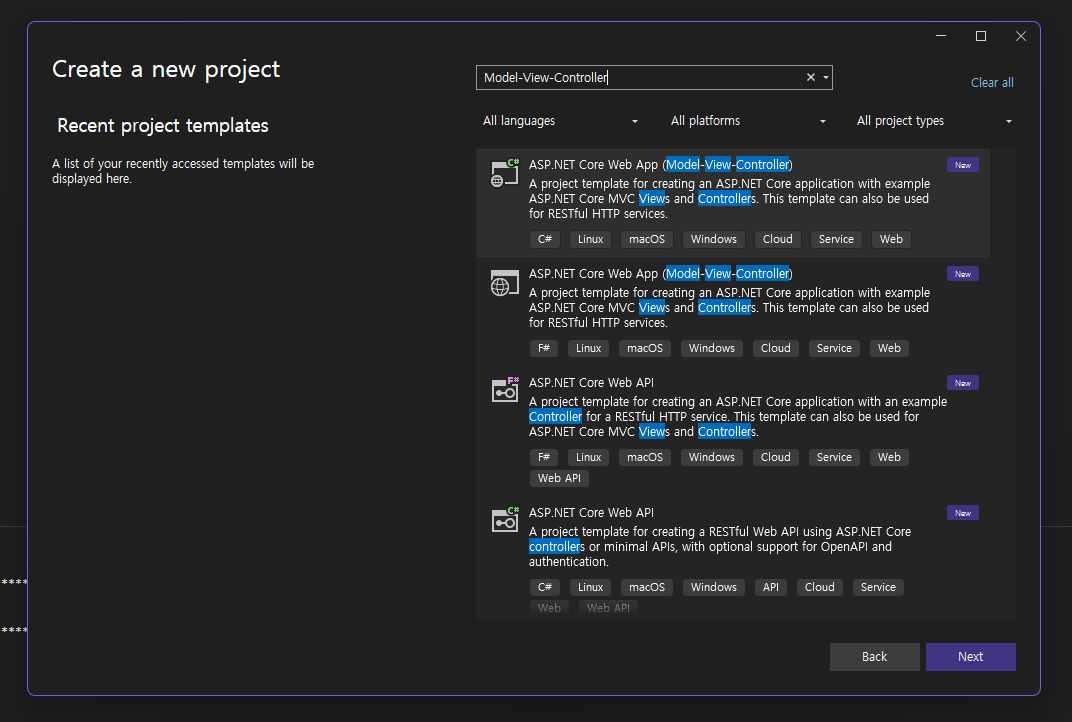 Create a new project
Recent project templates
A list of your recently accessed templates will be
displayed here.
Model-View-Controller
Clear all
All languages
All platforms
All project types
C#
ASP.NET Core Web App (Model-View-Controller)
New
A project template for creating an ASP.NET Core application with example
ASP.NET Core MVC Views and Controllers. This template can also be used
for RESTful HTTP services.
C# Linux macOS Windows Cloud Service Web
ASP.NET Core Web App (Model-View-Controller)
New
A project template for creating an ASP.NET Core application with example
ASP.NET Core MVC Views and Controllers. This template can also be used
for RESTful HTTP services.
F# Linux macOS Windows Cloud Service Web
F#
ASP.NET Core Web API
New
A project template for creating an ASP.NET Core application with an example
Controller for a RESTful HTTP service. This template can also be used for
ASP.NET Core MVC Views and Controllers.
F# Linux macOS Windows Cloud Service Web
Web API
C#
ASP.NET Core Web API
New
A project template for creating a RESTful Web API using ASP.NET Core
controllers or minimal APIs, with optional support for OpenAPI and
authentication.
C# Linux macOS Windows API Cloud Service
Web Web API
****
****
Back
Next